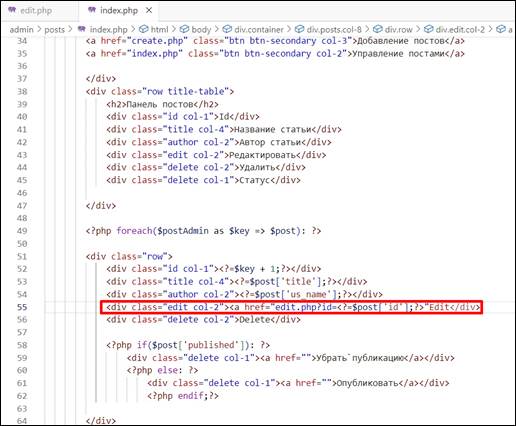 edit.php index.php ×
admin > posts > index.php > html > body > div.container > div.posts.col-8 > div.row > div.edit.col-2 > a
34 <a href="create.php" class="btn btn-secondary col-3">Добавление постов</a>
35 <a href="index.php" class="btn btn-secondary col-2">Управление постами</a>
36
37 </div>
38 <div class="row title-table">
39 <h2>Панель постов</h2>
40 <div class="id col-1">Id</div>
41 <div class="title col-4">Название статьи</div>
42 <div class="author col-2">Автор статьи</div>
43 <div class="edit col-2">Редактировать</div>
44 <div class="delete col-2">Удалить</div>
45 <div class="delete col-1">Статус</div>
46
47 </div>
48
49 <?php foreach($postAdmin as $key => $post): ?>
50
51 <div class="row">
52 <div class="id col-1"><?=$key + 1;?></div>
53 <div class="title col-4"><?=$post['title'];?></div>
54 <div class="author col-2"><?=$post['us_name'];?></div>
55 <div class="edit col-2"><a href="edit.php?id=<?=$post['id'];?>"Edit</div>
56 <div class="delete col-2">Delete</div>
57
58 <?php if($post['published']): ?>
59 <div class="delete col-1"><a href="">Убрать`публикацию</a></div>
60 <?php else: ?>
61 <div class="delete col-1"><a href="">Опубликовать</a></div>
62 <?php endif;?>
63
64 </div>